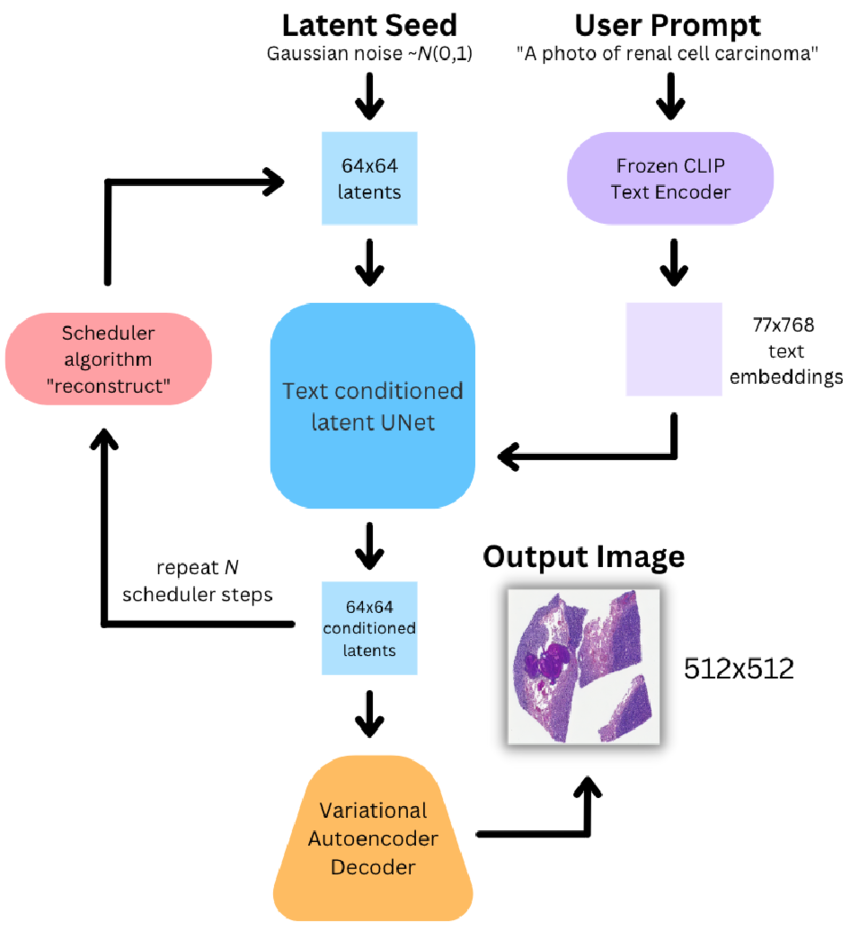 Latent Seed
Gaussian noise ~N(0,1)
User Prompt
"A photo of renal cell carcinoma"
64x64
latents
Frozen CLIP
Text Encoder
Scheduler
algorithm
"reconstruct"
Text conditioned
latent UNet
77x768
text
embeddings
repeat N
scheduler steps
64x64
conditioned
latents
Output Image
512x512
Variational
Autoencoder
Decoder